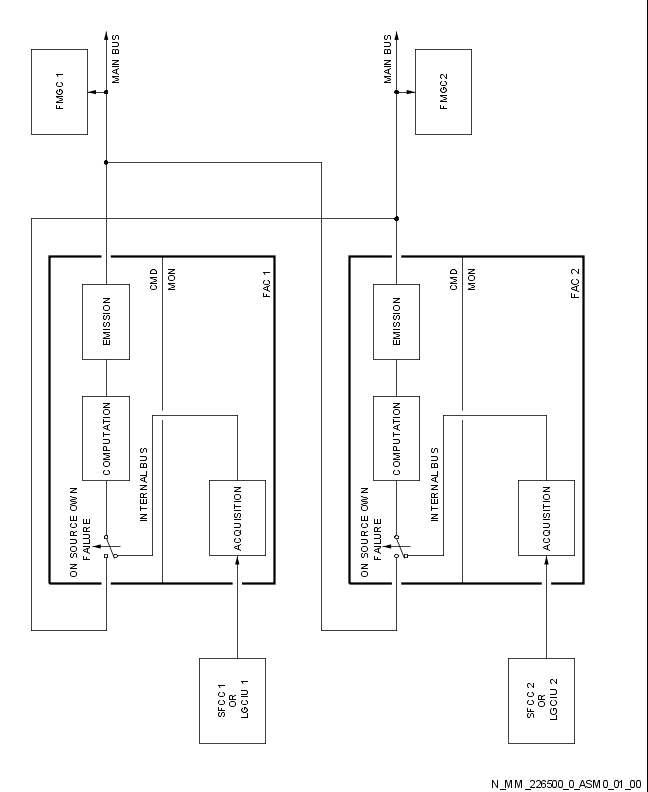 MAIN BUS
FMGC 1
MAIN BUS
FMGC2
CMD
MON
FAC 1
EMISSION
COMPUTATION
INTERNAL BUS
ON SOURCE OWN
FAILURE
ACQUISITION
CMD
MON
FAC 2
EMISSION
COMPUTATION
INTERNAL BUS
ON SOURCE OWN
FAILURE
ACQUISITION
SFCC 1
OR
LGCIU 1
SFCC 2
OR
LGCIU 2
N_MM_226500_0_ASM0_01_00